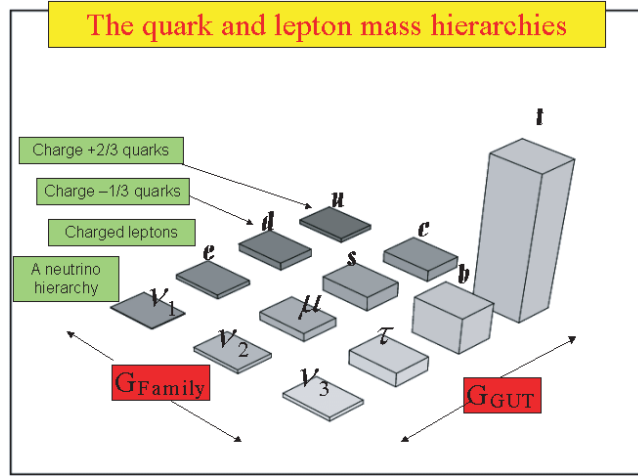 The quark and lepton mass hierarchies
t
Charge +2/3 quarks
u
Charge –1/3 quarks
d
c
Charged leptons
e
s
b
A neutrino
hierarchy
ν1
μ
ν2
τ
ν3
GFamily
GGUT